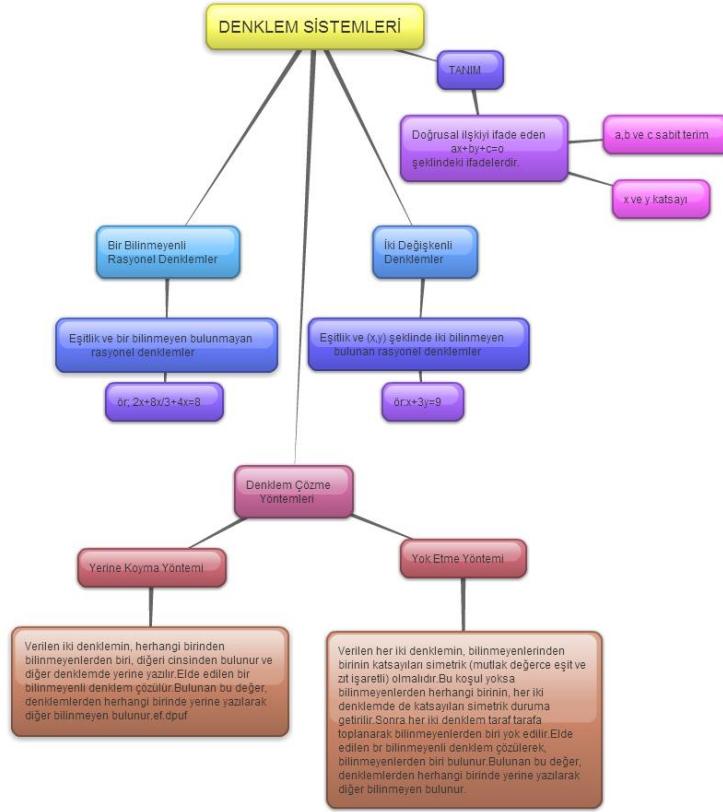 DENKLEM SİSTEMLERİ
TANIM
Doğrusal ilşkiyi ifade eden
ax+by+c=o
şeklindeki ifadelerdir.
a,b ve c sabit terim
x ve y katsayı
Bir Bilinmeyenli
Rasyonel Denklemler
İki Değişkenli
Denklemler
Eşitlik ve bir bilinmeyen bulunmayan
rasyonel denklemler
Eşitlik ve (x,y) şeklinde iki bilinmeyen
bulunan rasyonel denklemler
ör; 2x+8x/3+4x=8
ör:x+3y=9
Denklem Çözme
Yöntemleri
Yerine Koyma Yöntemi
Yok Etme Yöntemi
Verilen iki denklemin, herhangi birinden
bilinmeyenlerden biri, diğeri cinsinden bulunur ve
diğer denklemde yerine yazılır.Elde edilen bir
bilinmeyenli denklem çözülür.Bulunan bu değer,
denklemlerden herhangi birinde yerine yazılarak
diğer bilinmeyen bulunur.ef.dpuf
Verilen her iki denklemin, bilinmeyenlerinden
birinin katsayıları simetrik (mutlak değerce eşit ve
zıt işaretli) olmalıdır.Bu koşul yoksa
bilinmeyenlerden herhangi birinin, her iki
denklemde de katsayıları simetrik duruma
getirilir.Sonra her iki denklem taraf tarafa
toplanarak bilinmeyenlerden biri yok edilir.Elde
edilen br bilinmeyenli denklem çözülerek,
bilinmeyenlerden biri bulunur.Bulunan bu değer,
denklemlerden herhangi birinde yerine yazılarak
diğer bilinmeyen bulunur.